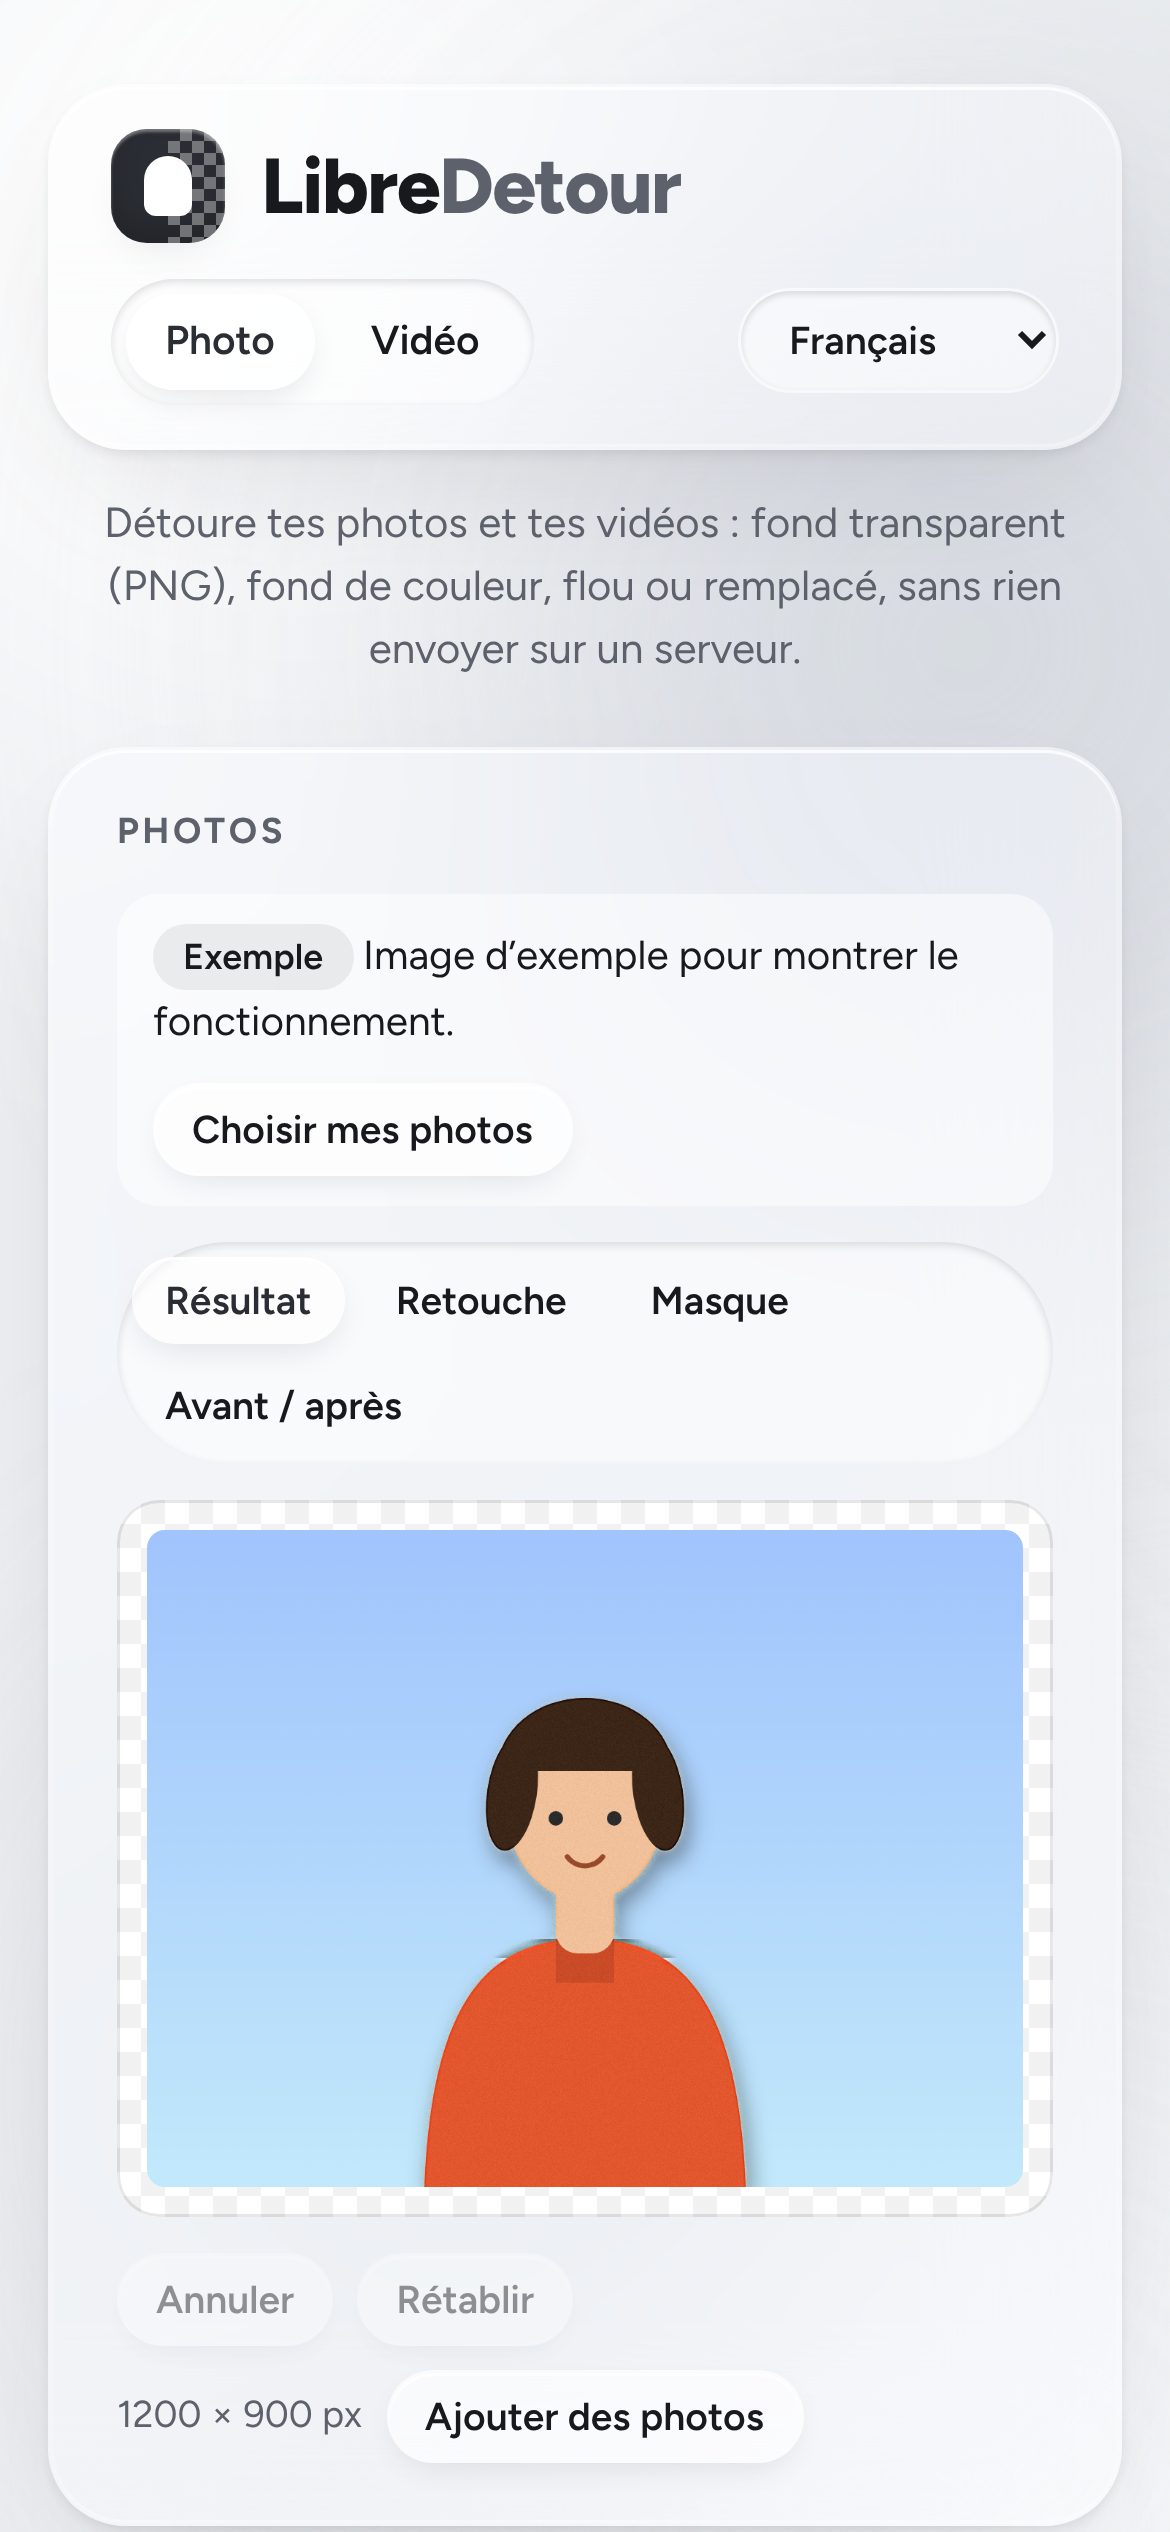 LibreDetour
Photo
Vidéo
Français
Détoure tes photos et tes vidéos : fond transparent
(PNG), fond de couleur, flou ou remplacé, sans rien
envoyer sur un serveur.
PHOTOS
Exemple Image d’exemple pour montrer le
fonctionnement.
Choisir mes photos
Résultat
Retouche
Masque
Avant / après
Annuler
Rétablir
1200 × 900 px
Ajouter des photos